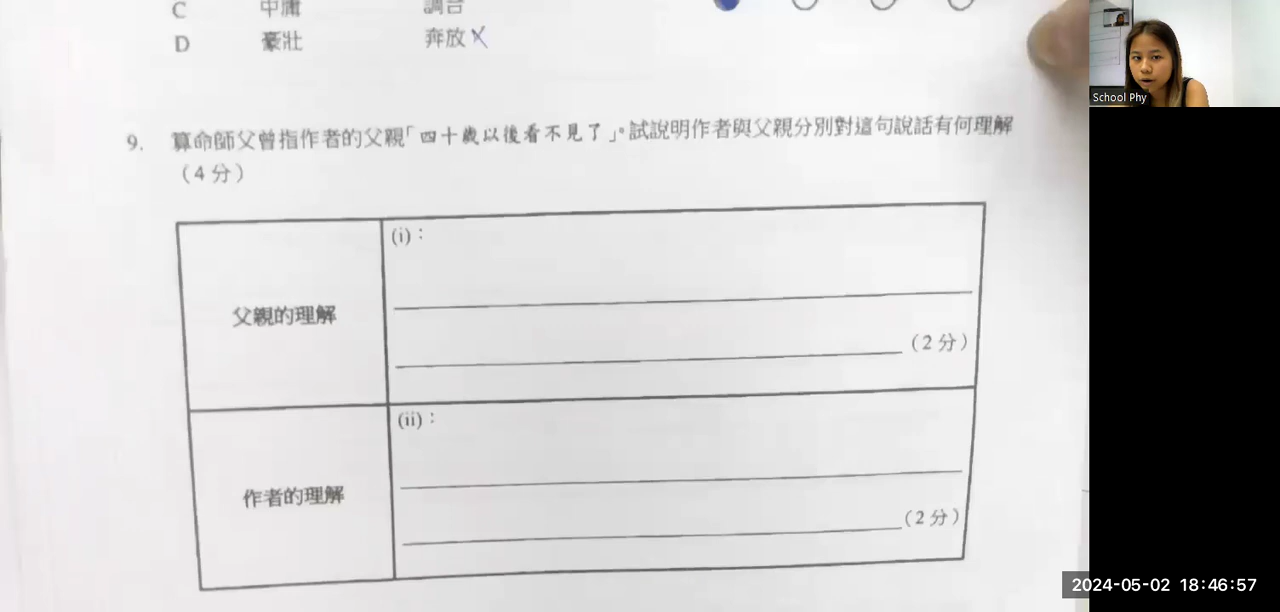 C 中庸 調合
D 豪壯 奔放
9. 算命師父曾指作者的父親「四十歲以後看不見了」。試說明作者與父親分別對這句說話有何理解
(4 分)
(i)：
父親的理解
(2 分)
(ii)：
作者的理解
(2 分)
School Phy
2024-05-02 18:46:57